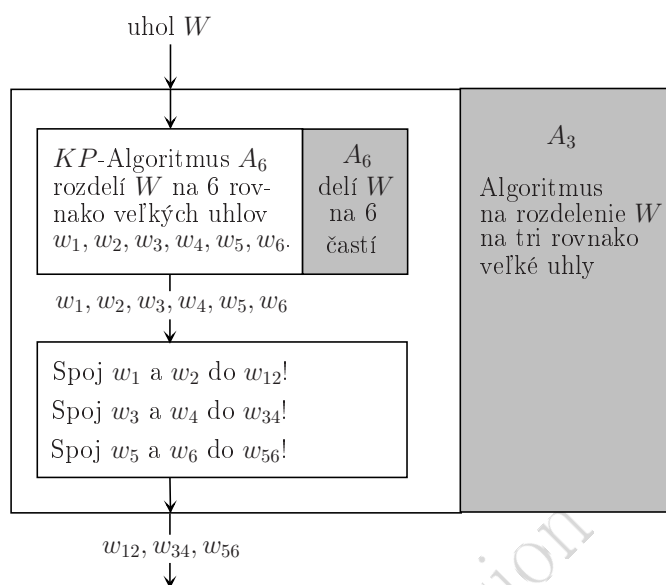 uhol W
KP-Algoritmus A₆
rozdelí W na 6 rov-
nako veľkých uhlov
w₁, w₂, w₃, w₄, w₅, w₆.
A₆
delí W
na 6
častí
A₃
Algoritmus
na rozdelenie W
na tri rovnako
veľké uhly
w₁, w₂, w₃, w₄, w₅, w₆
Spoj w₁ a w₂ do w₁₂!
Spoj w₃ a w₄ do w₃₄!
Spoj w₅ a w₆ do w₅₆!
w₁₂, w₃₄, w₅₆